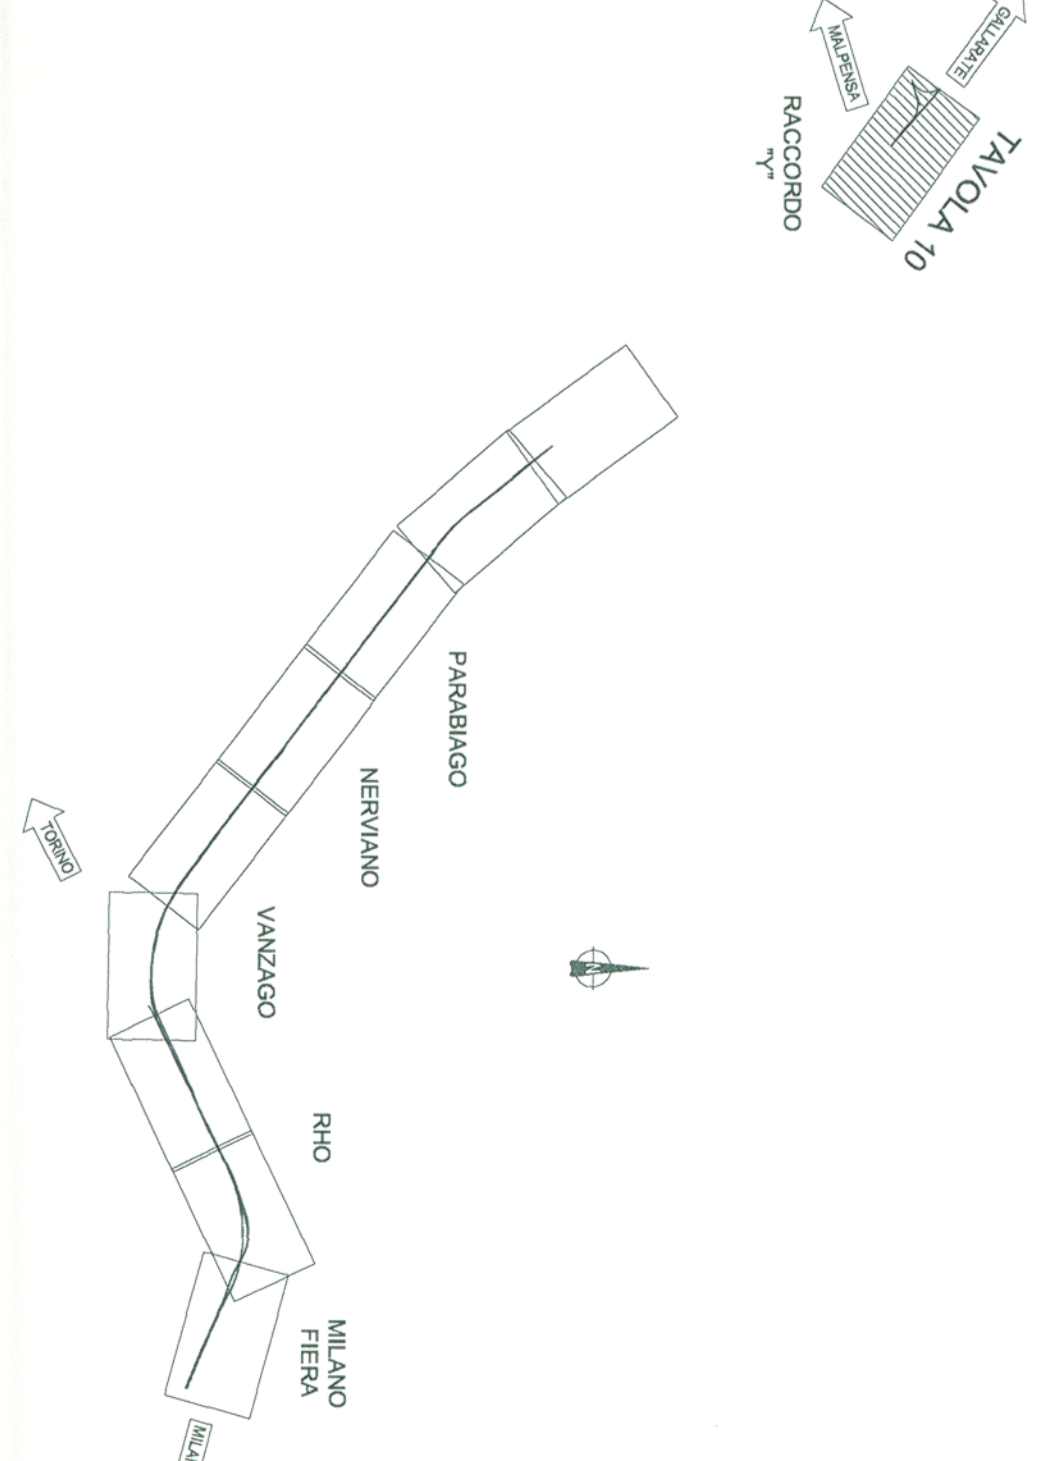 GALLARATE
MALPENSA
TAVOLA 10
RACCORDO
"Y"
PARABIAGO
NERVIANO
TORINO
VANZAGO
N
RHO
MILANO
FIERA